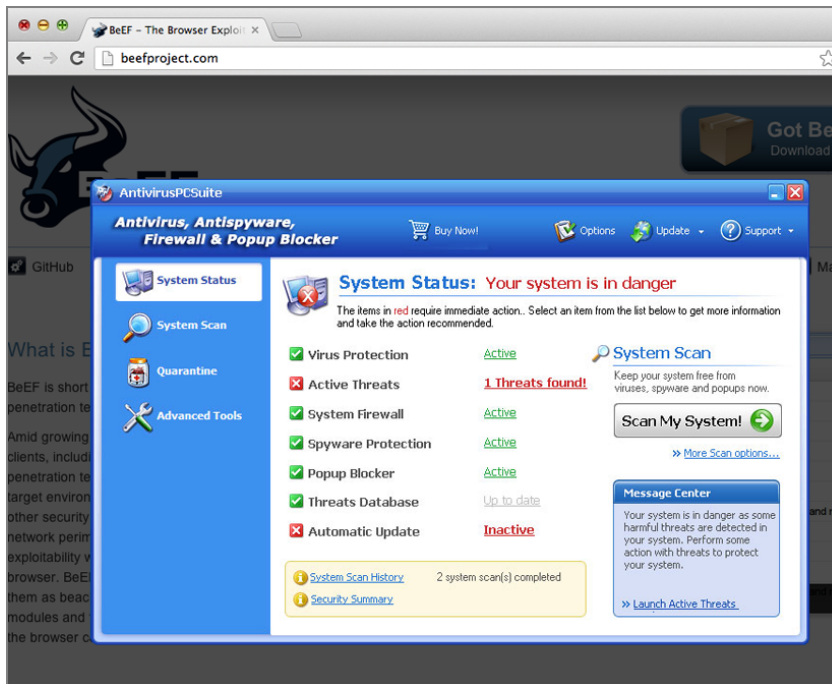 BeEF – The Browser Exploi
beefproject.com
Got Be
Download
GitHub
AntivirusPCSuite
Antivirus, Antispyware,
Firewall & Popup Blocker
Buy Now!
Options
Update
Support
System Status
System Scan
Quarantine
Advanced Tools
System Status: Your system is in danger
The items in red require immediate action.. Select an item from the list below to get more information
and take the action recommended.
Virus Protection Active
Active Threats 1 Threats found!
System Firewall Active
Spyware Protection Active
Popup Blocker Active
Threats Database Up to date
Automatic Update Inactive
System Scan History 2 system scan(s) completed
Security Summary
System Scan
Keep your system free from
viruses, spyware and popups now.
Scan My System!
>> More Scan options...
Message Center
Your system is in danger as some
harmful threats are detected in
your system. Perform some
action with threats to protect
your system.
>> Launch Active Threats
What is B
BeEF is short
penetration te
Amid growing
clients, includi
penetration te
target environ
other security
network perim
exploitability w
browser. BeE
them as beac
modules and
the browser c